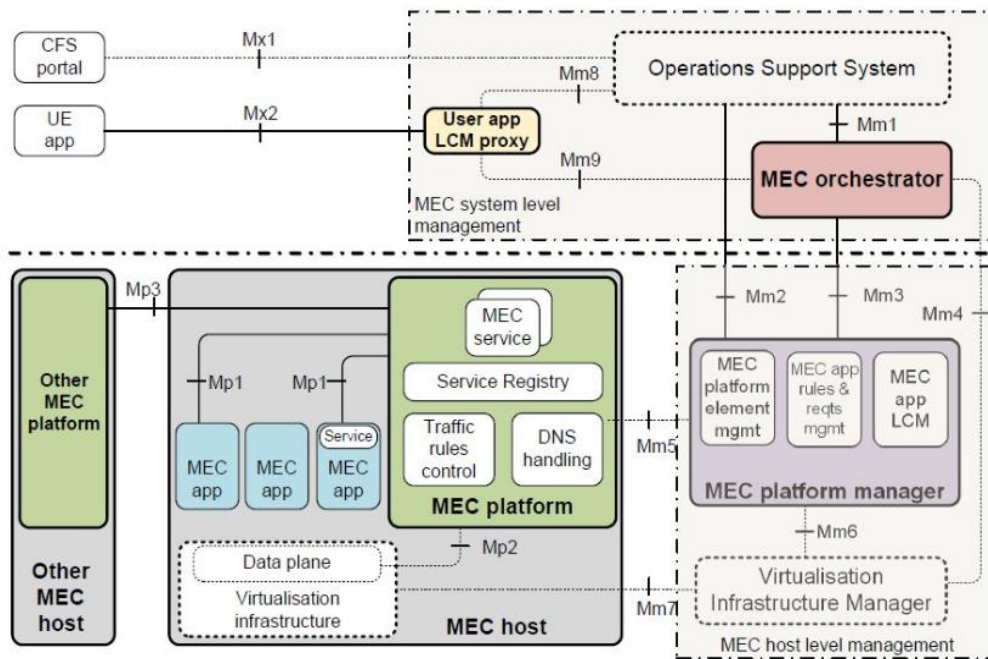 CFS
portal
Mx1
Operations Support System
Mm8
UE
app
Mx2
User app
LCM proxy
Mm1
Mm9
MEC orchestrator
MEC system level
management
Other
MEC
platform
Other
MEC
host
Mp3
MEC
service
Service Registry
Traffic
rules
control
DNS
handling
MEC platform
Mp1
Mp1
MEC
app
MEC
app
Service
MEC
app
Mp2
Data plane
Virtualisation
infrastructure
MEC host
Mm2
Mm3
Mm4
MEC
platform
element
mgmt
MEC app
rules &
reqts
mgmt
MEC
app
LCM
MEC platform manager
Mm5
Mm6
Mm7
Virtualisation
Infrastructure Manager
MEC host level management